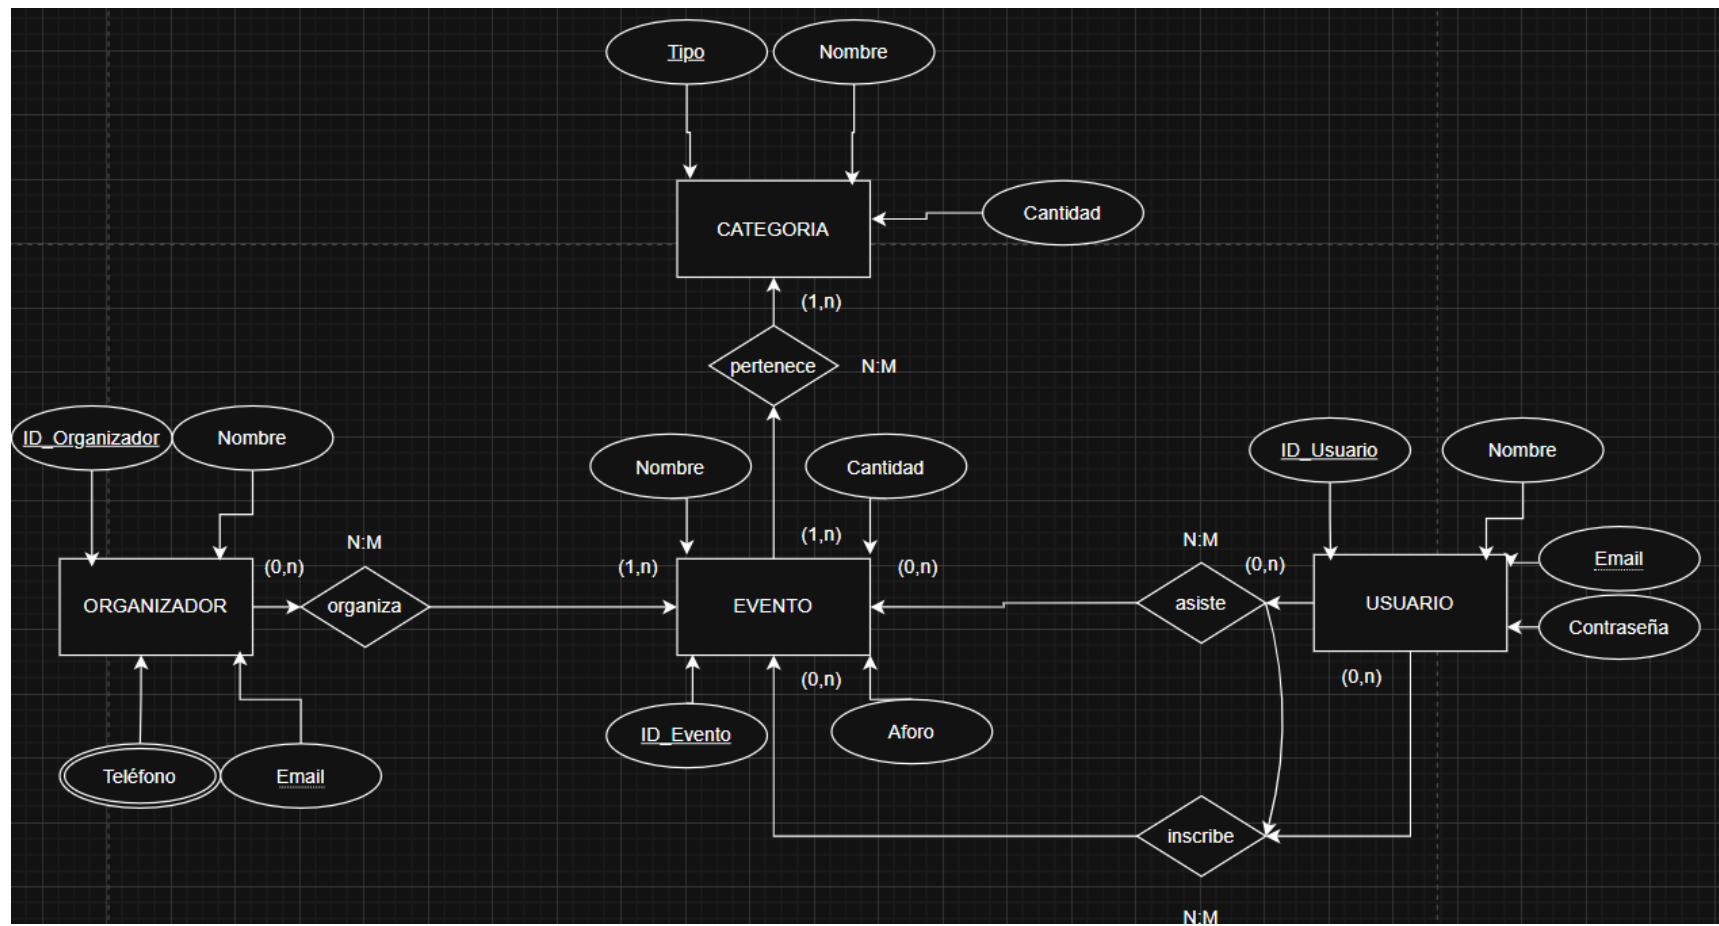 Tipo
Nombre
CATEGORIA
Cantidad
(1,n)
pertenece
N:M
ID_Organizador
Nombre
Nombre
Cantidad
ID_Usuario
Nombre
N:M
(1,n)
N:M
(0,n)
(1,n)
(0,n)
(0,n)
Email
ORGANIZADOR
organiza
EVENTO
asiste
USUARIO
Contraseña
(0,n)
(0,n)
ID_Evento
Aforo
Teléfono
Email
inscribe
N:M